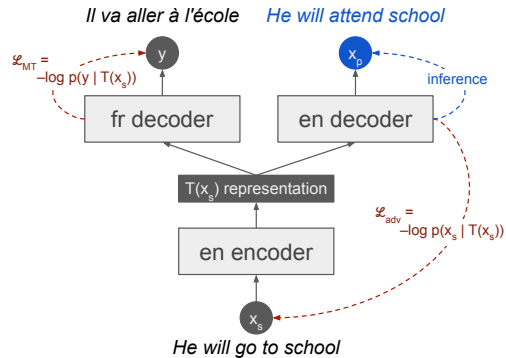 Il va aller à l'école
He will attend school
ℒMT =
–log p(y | T(xs))
y
xp
inference
fr decoder
en decoder
T(xs) representation
ℒadv =
–log p(xs | T(xs))
en encoder
xs
He will go to school